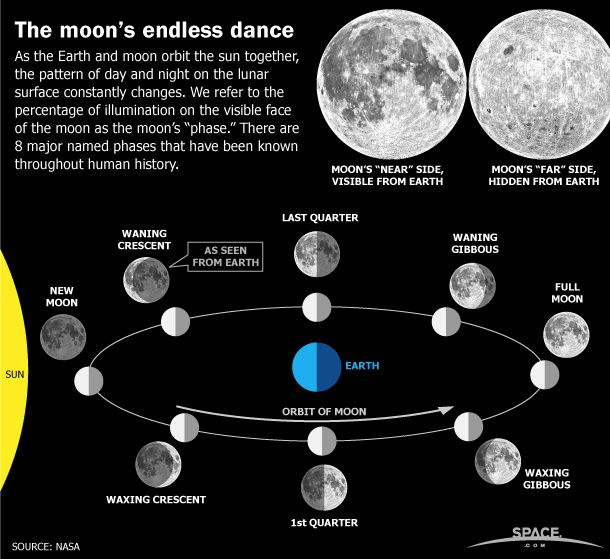 The moon's endless dance
As the Earth and moon orbit the sun together,
the pattern of day and night on the lunar
surface constantly changes. We refer to the
percentage of illumination on the visible face
of the moon as the moon's “phase.” There are
8 major named phases that have been known
throughout human history.
MOON'S “NEAR” SIDE,
VISIBLE FROM EARTH
MOON'S “FAR” SIDE,
HIDDEN FROM EARTH
LAST QUARTER
WANING
CRESCENT
AS SEEN
FROM EARTH
WANING
GIBBOUS
NEW
MOON
FULL
MOON
SUN
EARTH
ORBIT OF MOON
WAXING CRESCENT
WAXING
GIBBOUS
1st QUARTER
SOURCE: NASA
SPACE.
.COM